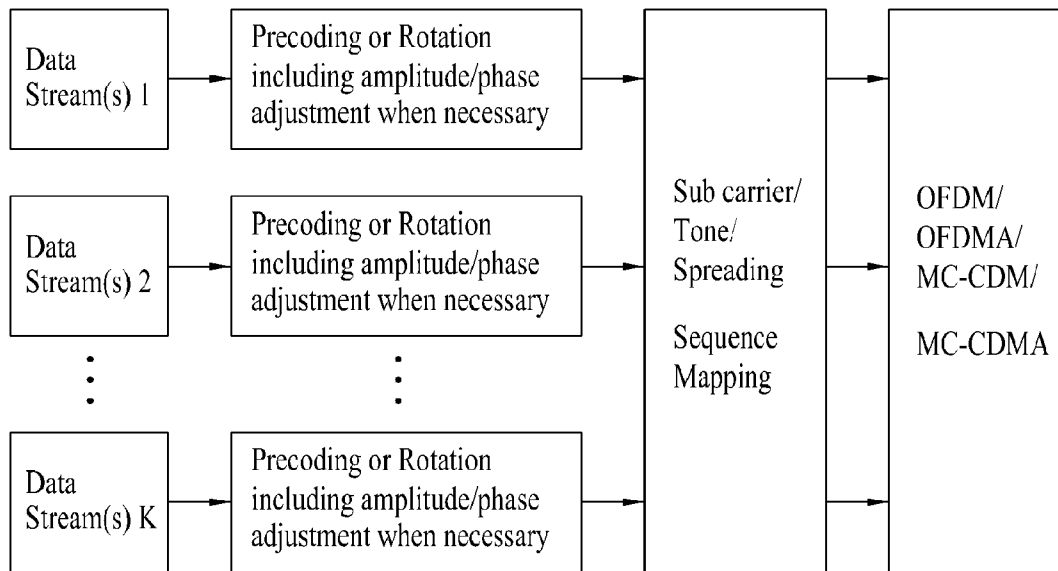 Data
Stream(s) 1
Precoding or Rotation
including amplitude/phase
adjustment when necessary
Data
Stream(s) 2
Precoding or Rotation
including amplitude/phase
adjustment when necessary
Data
Stream(s) K
Precoding or Rotation
including amplitude/phase
adjustment when necessary
Sub carrier/
Tone/
Spreading
Sequence
Mapping
OFDM/
OFDMA/
MC-CDM/
MC-CDMA